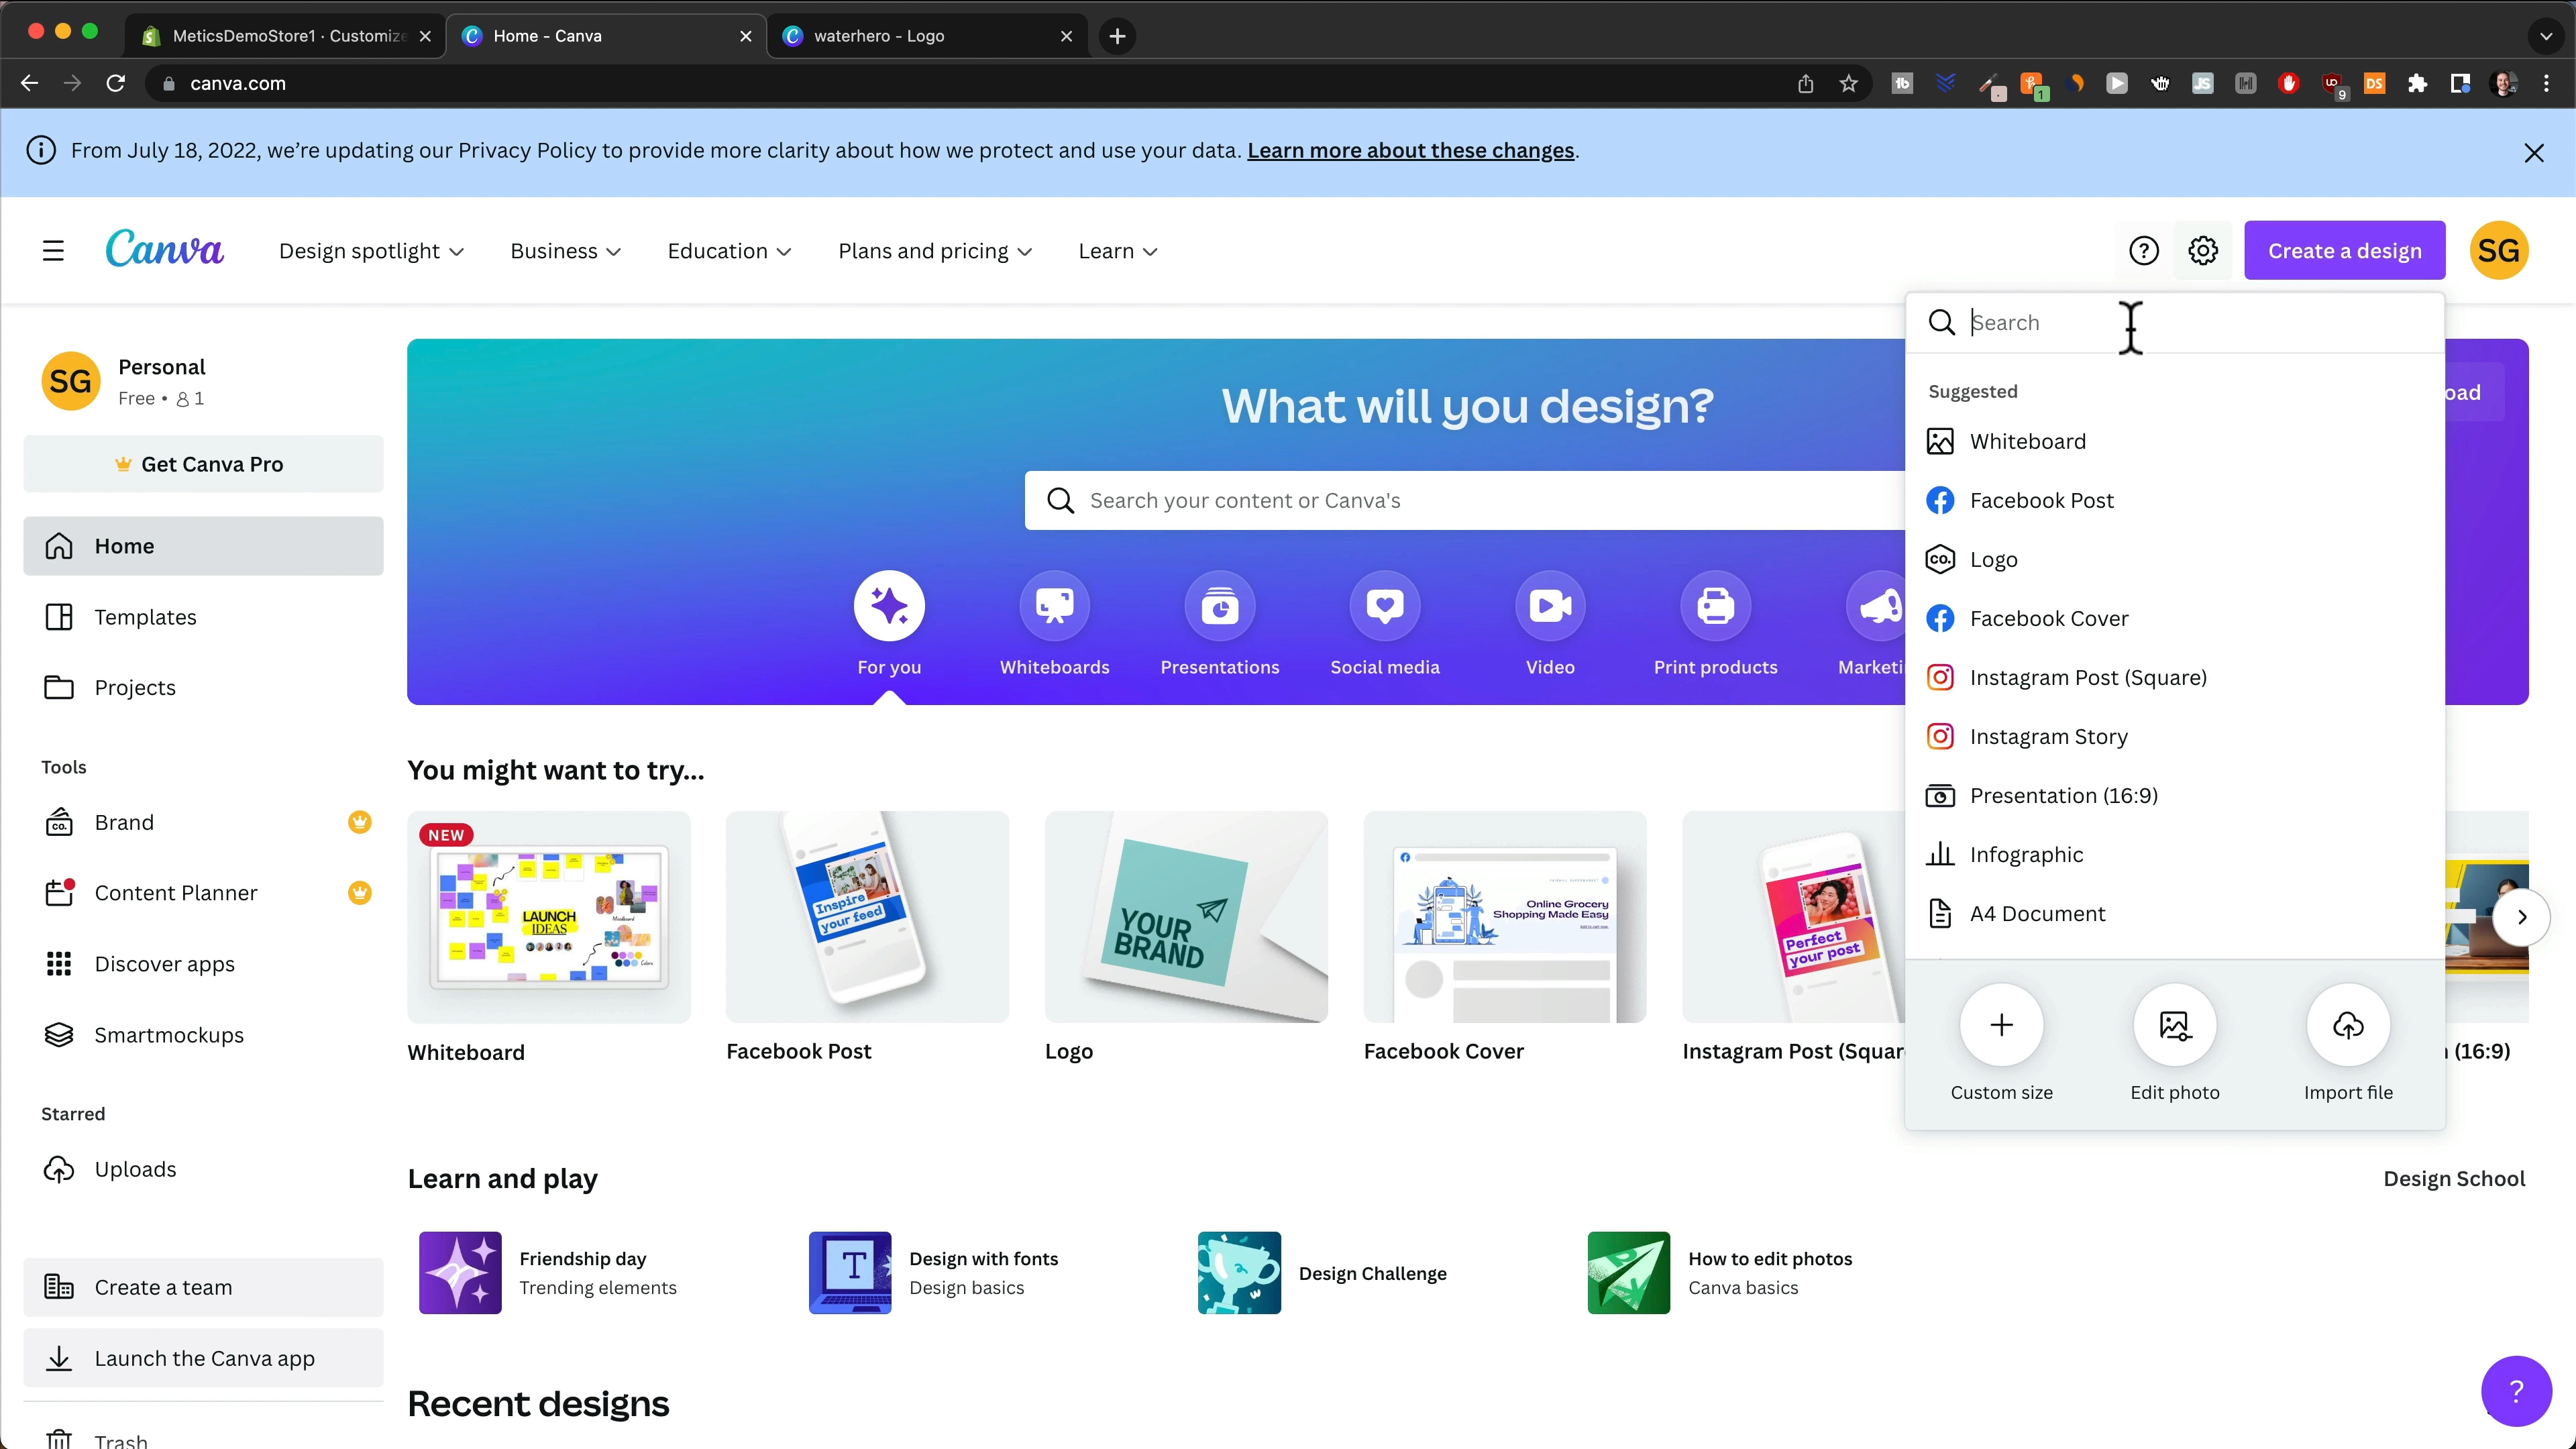 MeticsDemoStore1 · Customize
Home - Canva
waterhero - Logo
canva.com
1
9
From July 18, 2022, we're updating our Privacy Policy to provide more clarity about how we protect and use your data. Learn more about these changes.
Canva
Design spotlight
Business
Education
Plans and pricing
Learn
Create a design
SG
SG
Personal
Free • 1
Get Canva Pro
Home
Templates
Projects
Tools
Brand
Content Planner
Discover apps
Smartmockups
Starred
Uploads
Create a team
Launch the Canva app
Trash
What will you design?
Search your content or Canva's
For you
Whiteboards
Presentations
Social media
Video
Print products
Marketi
oad
Search
Suggested
Whiteboard
Facebook Post
Logo
Facebook Cover
Instagram Post (Square)
Instagram Story
Presentation (16:9)
Infographic
A4 Document
Custom size
Edit photo
Import file
You might want to try...
NEW
LAUNCH
IDEAS
Inspire
your feed
YOUR
BRAND
Online Grocery
Shopping Made Easy
Perfect
your post
Whiteboard
Facebook Post
Logo
Facebook Cover
Instagram Post (Squar
(16:9)
Learn and play
Design School
Friendship day
Trending elements
Design with fonts
Design basics
Design Challenge
How to edit photos
Canva basics
Recent designs